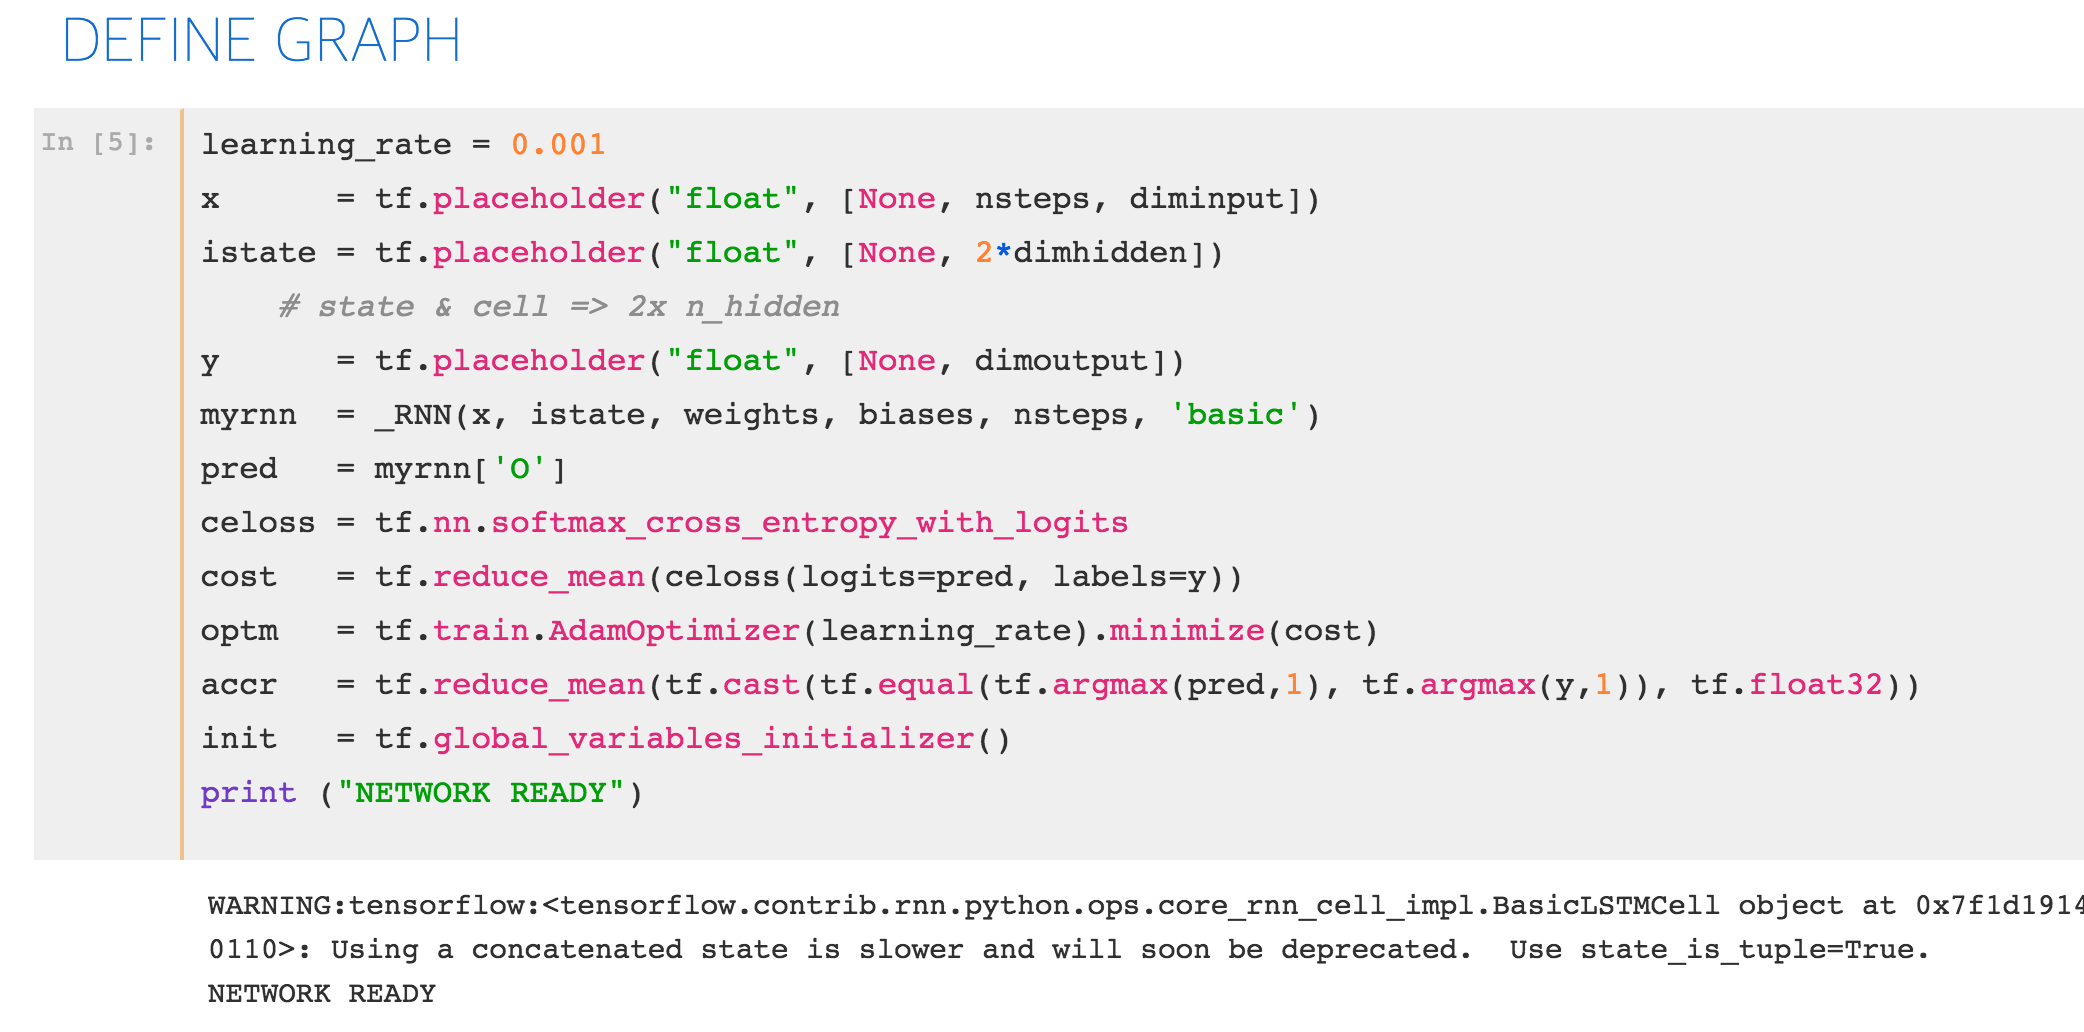 DEFINE GRAPH
In [5]:
learning_rate = 0.001
x      = tf.placeholder("float", [None, nsteps, diminput])
istate = tf.placeholder("float", [None, 2*dimhidden])
    # state & cell => 2x n_hidden
y      = tf.placeholder("float", [None, dimoutput])
myrnn  = _RNN(x, istate, weights, biases, nsteps, 'basic')
pred   = myrnn['O']
celoss = tf.nn.softmax_cross_entropy_with_logits
cost   = tf.reduce_mean(celoss(logits=pred, labels=y))
optm   = tf.train.AdamOptimizer(learning_rate).minimize(cost)
accr   = tf.reduce_mean(tf.cast(tf.equal(tf.argmax(pred,1), tf.argmax(y,1)), tf.float32))
init   = tf.global_variables_initializer()
print ("NETWORK READY")
WARNING:tensorflow:<tensorflow.contrib.rnn.python.ops.core_rnn_cell_impl.BasicLSTMCell object at 0x7f1d1914
0110>: Using a concatenated state is slower and will soon be deprecated.  Use state_is_tuple=True.
NETWORK READY